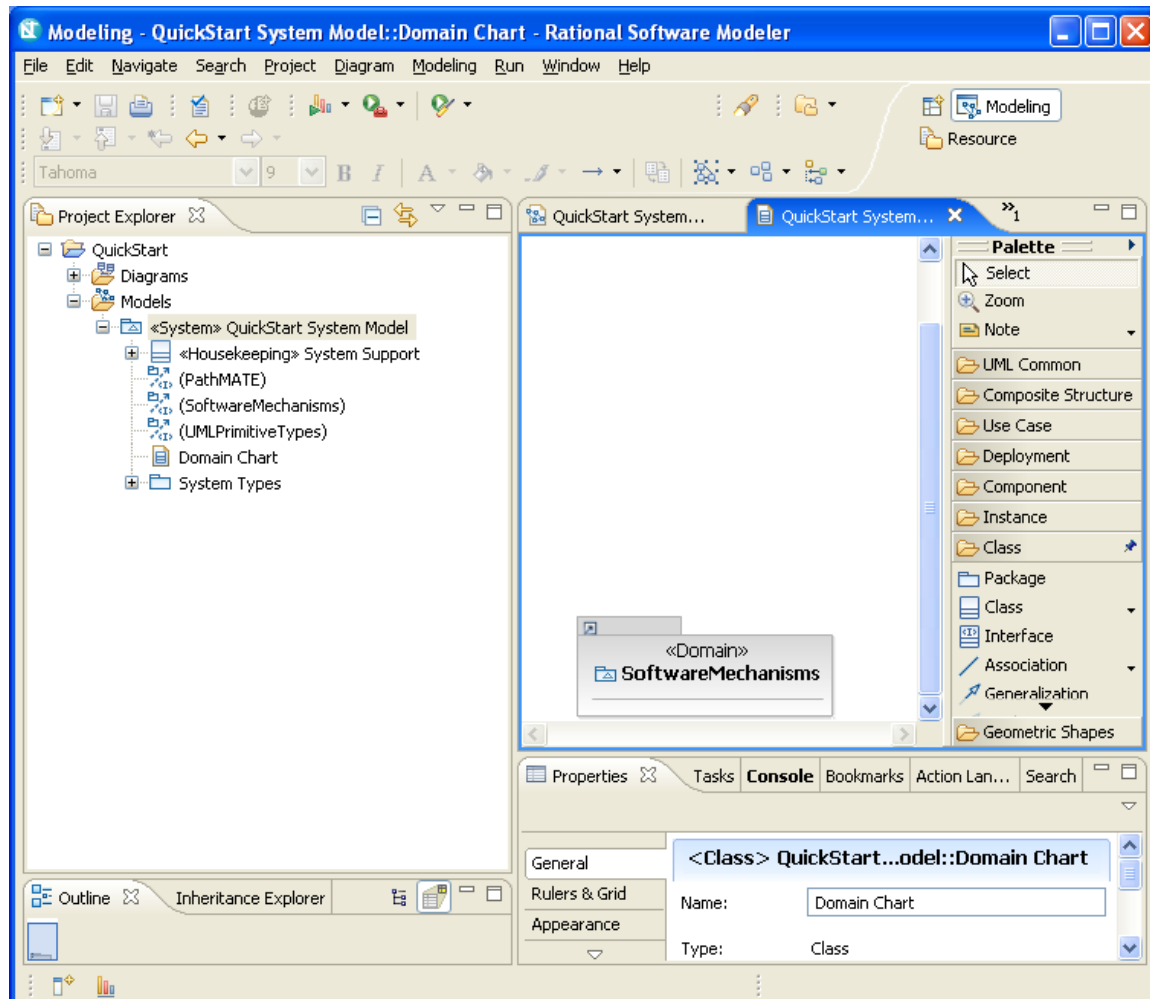 Modeling - QuickStart System Model::Domain Chart - Rational Software Modeler
File Edit Navigate Search Project Diagram Modeling Run Window Help
Modeling
Resource
Tahoma 9 B I A
Project Explorer
QuickStart
Diagrams
Models
«System» QuickStart System Model
«Housekeeping» System Support
(PathMATE)
(SoftwareMechanisms)
(UMLPrimitiveTypes)
Domain Chart
System Types
QuickStart System... QuickStart System... »1
«Domain»
SoftwareMechanisms
Palette
Select
Zoom
Note
UML Common
Composite Structure
Use Case
Deployment
Component
Instance
Class
Package
Class
Interface
Association
Generalization
Geometric Shapes
Outline Inheritance Explorer
Properties Tasks Console Bookmarks Action Lan... Search
General
Rulers & Grid
Appearance
<Class> QuickStart...odel::Domain Chart
Name: Domain Chart
Type: Class